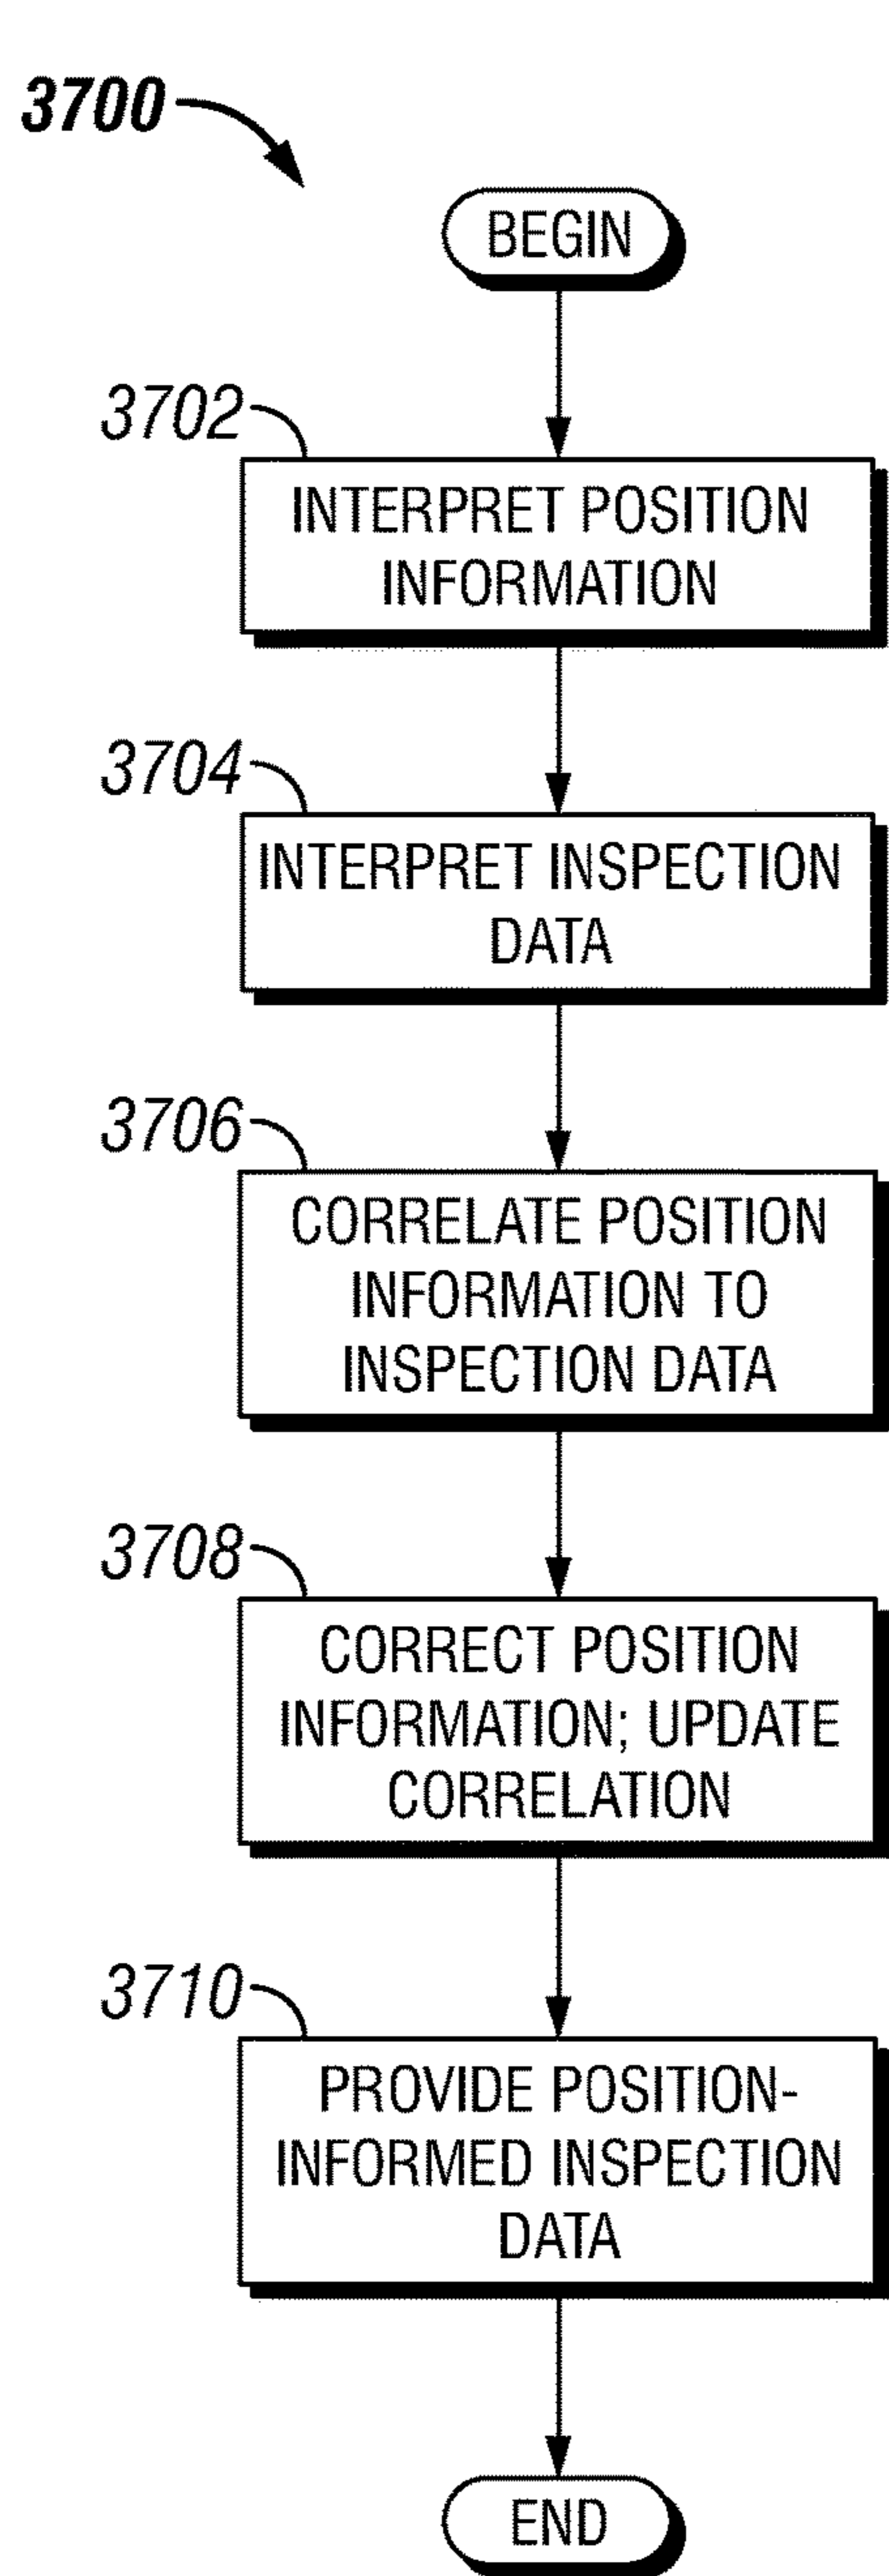 3700
BEGIN
3702
INTERPRET POSITION
INFORMATION
3704
INTERPRET INSPECTION
DATA
3706
CORRELATE POSITION
INFORMATION TO
INSPECTION DATA
3708
CORRECT POSITION
INFORMATION; UPDATE
CORRELATION
3710
PROVIDE POSITION-
INFORMED INSPECTION
DATA
END